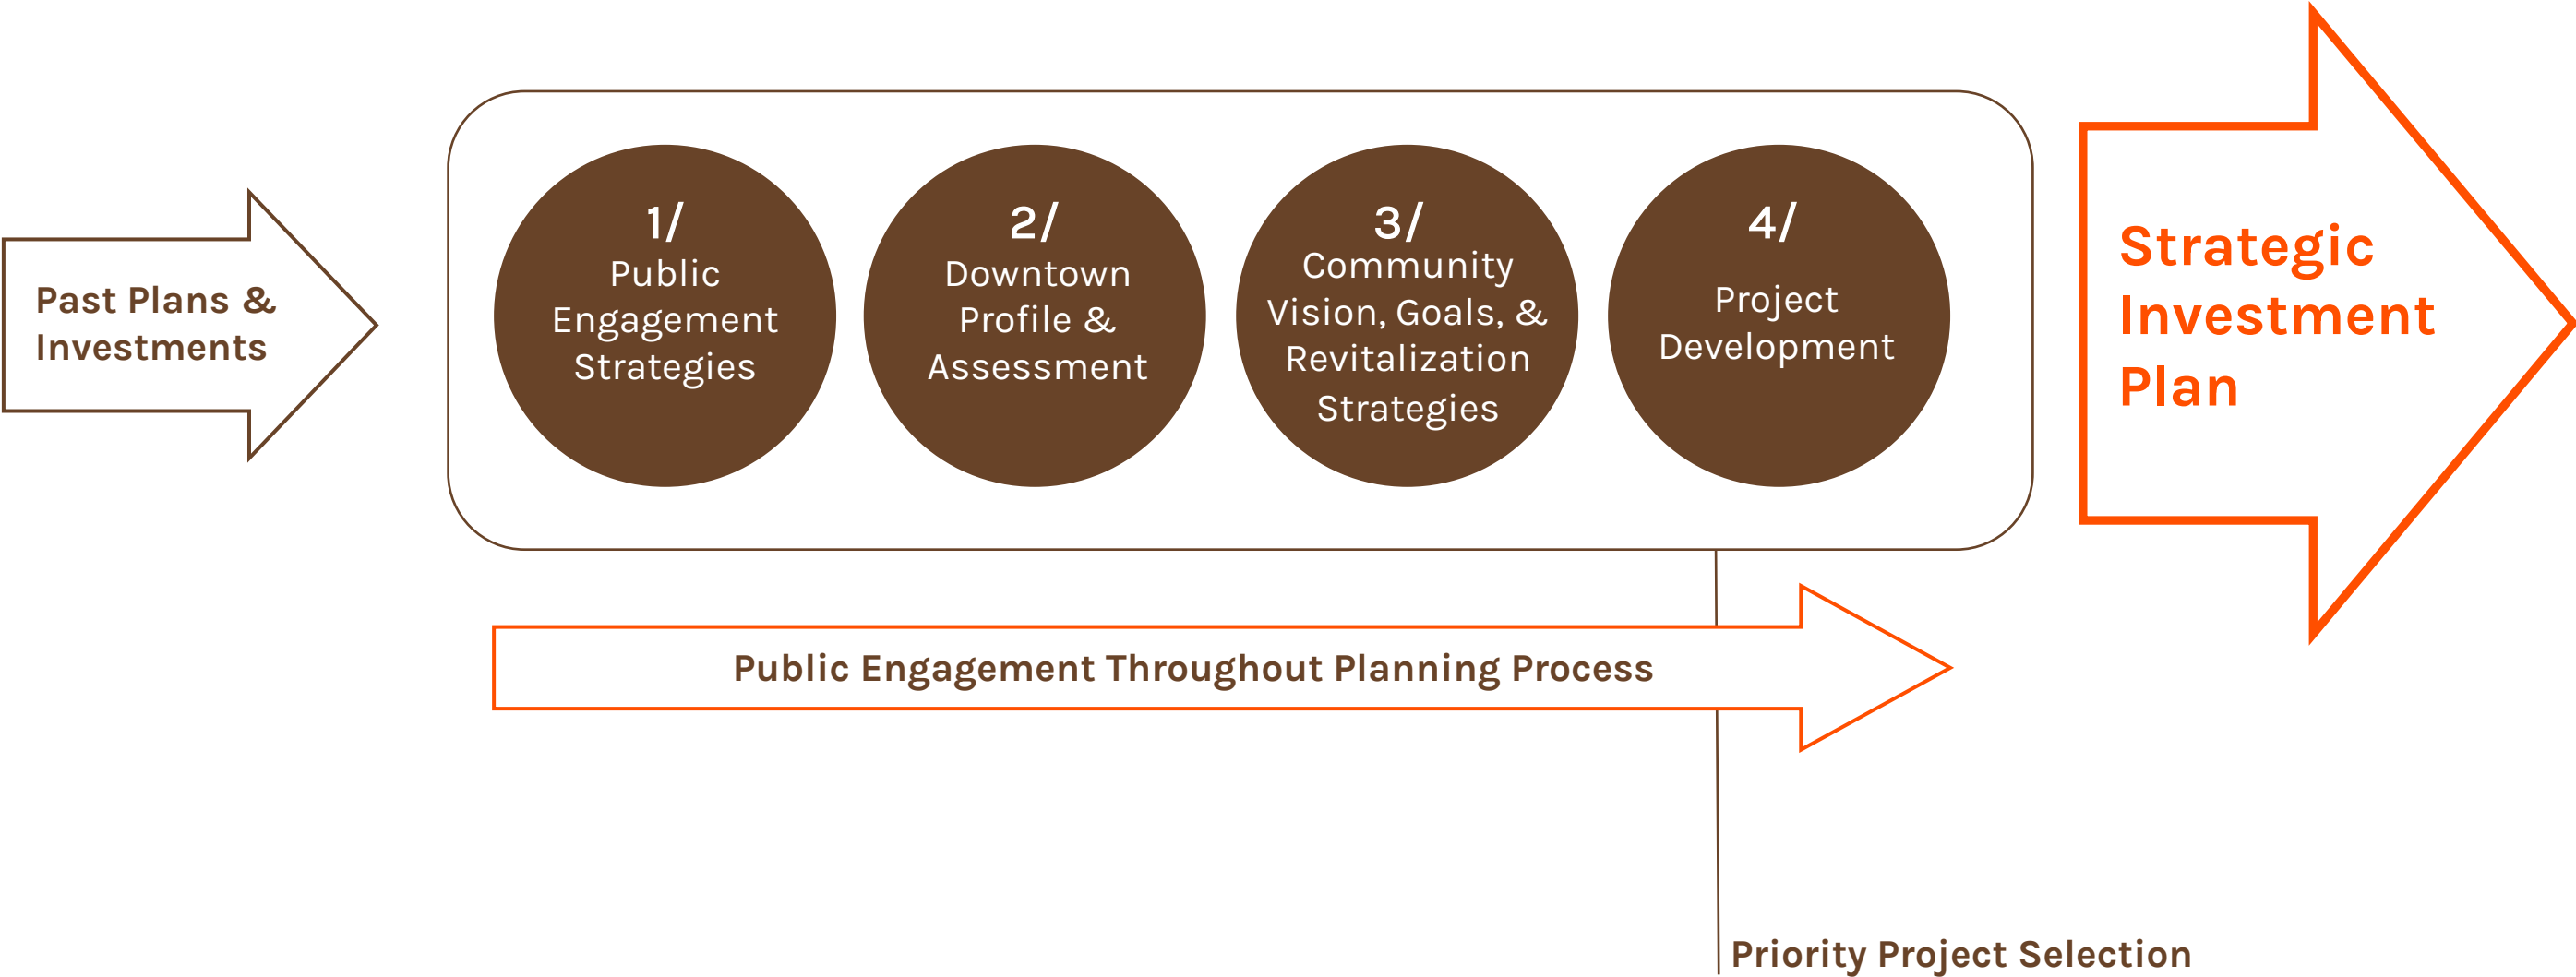 Past Plans &
Investments
1/
Public
Engagement
Strategies
2/
Downtown
Profile &
Assessment
3/
Community
Vision, Goals, &
Revitalization
Strategies
4/
Project
Development
Strategic
Investment
Plan
Public Engagement Throughout Planning Process
Priority Project Selection